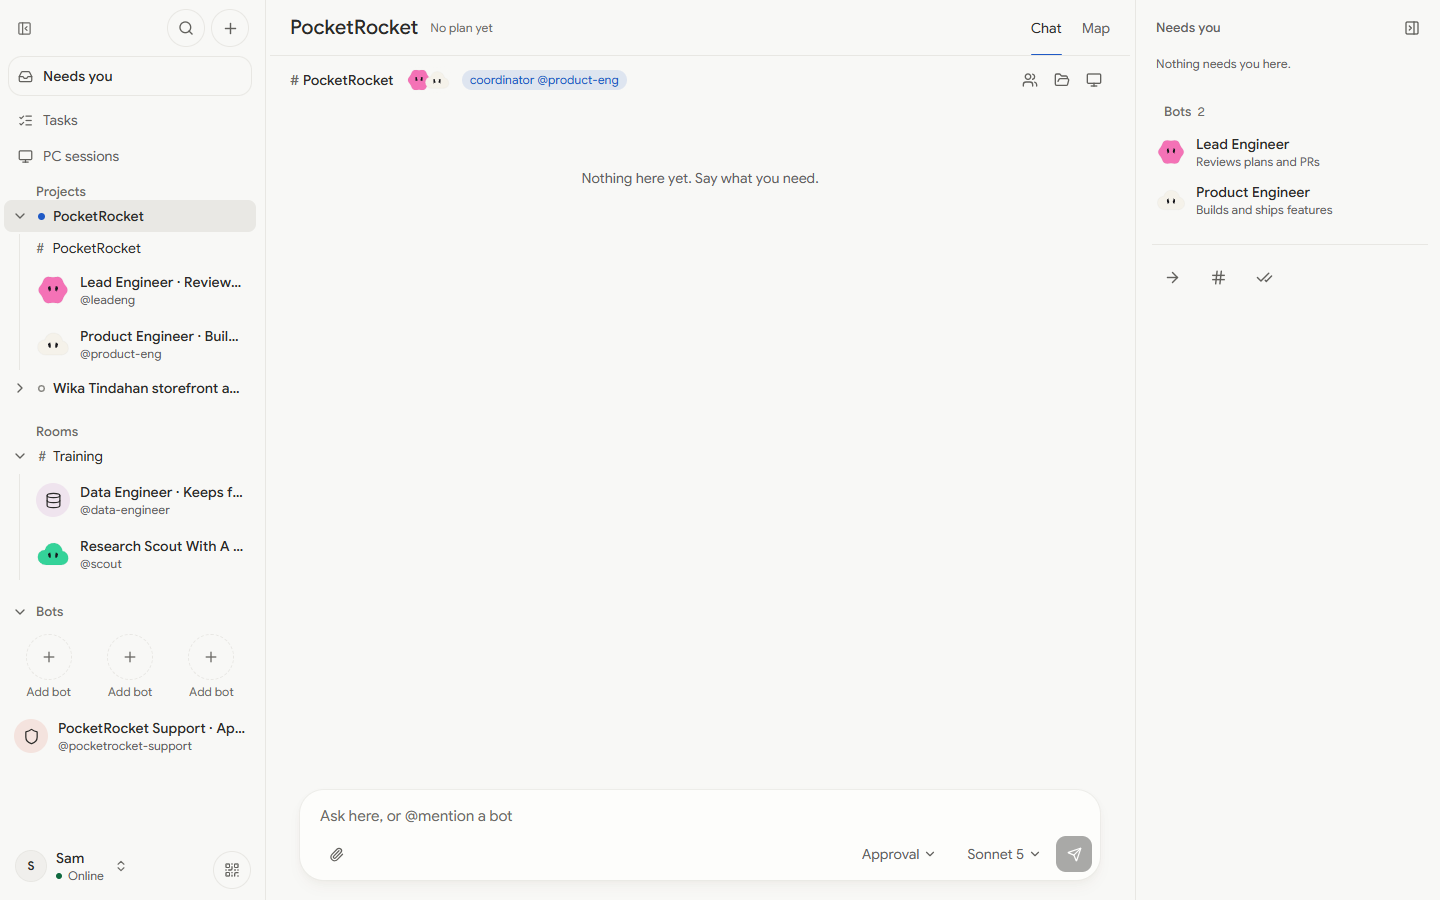 Needs you
Tasks
PC sessions
Projects
PocketRocket
# PocketRocket
Lead Engineer · Review...
@leadeng
Product Engineer · Buil...
@product-eng
Wika Tindahan storefront a...
Rooms
# Training
Data Engineer · Keeps f...
@data-engineer
Research Scout With A ...
@scout
Bots
Add bot
Add bot
Add bot
PocketRocket Support · Ap...
@pocketrocket-support
S
Sam
Online
PocketRocket No plan yet
Chat Map
# PocketRocket coordinator @product-eng
Nothing here yet. Say what you need.
Ask here, or @mention a bot
Approval Sonnet 5
Needs you
Nothing needs you here.
Bots 2
Lead Engineer
Reviews plans and PRs
Product Engineer
Builds and ships features